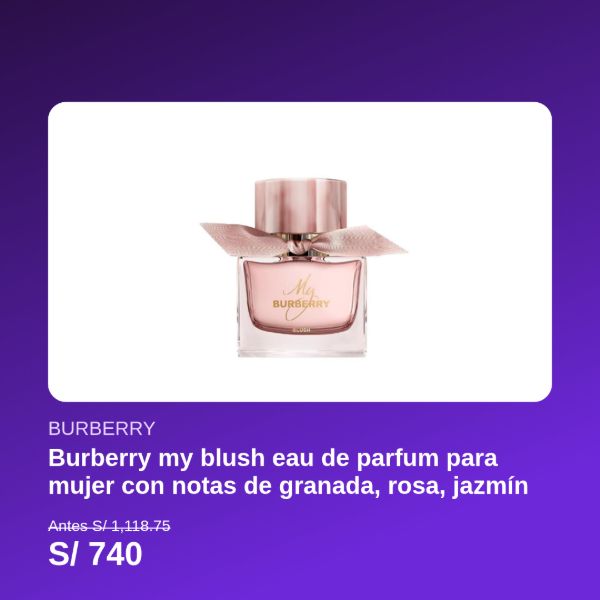 My
BURBERRY
BLUSH
BURBERRY
Burberry my blush eau de parfum para
mujer con notas de granada, rosa, jazmín
Antes S/ 1,118.75
S/ 740